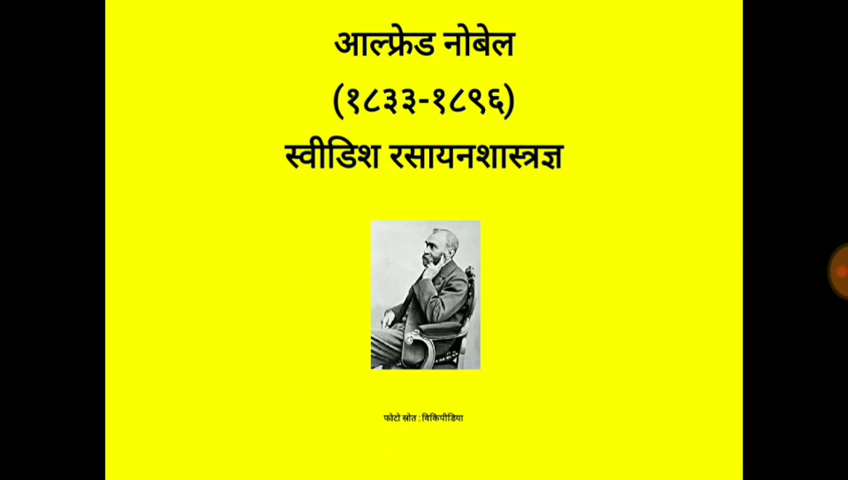 आल्फ्रेड नोबेल
(१८३३-१८९६)
स्वीडिश रसायनशास्त्रज्ञ
फोटो स्रोत : विकिपीडिया